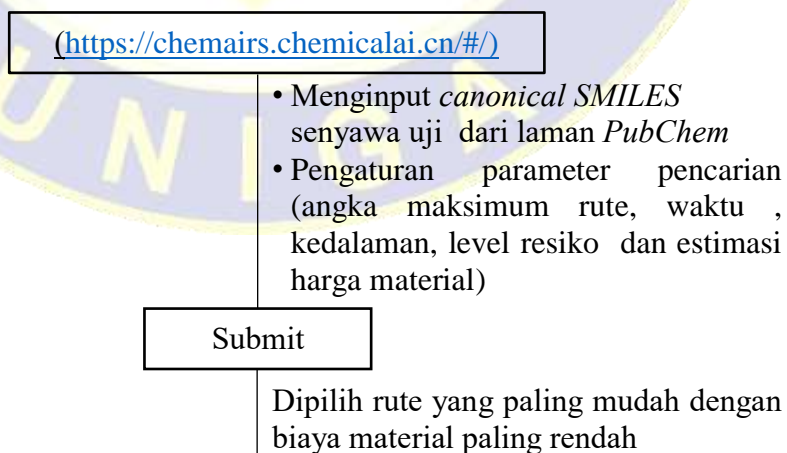 (https://chemairs.chemicalai.cn/#/)
• Menginput canonical SMILES
senyawa uji dari laman PubChem
• Pengaturan parameter pencarian
(angka maksimum rute, waktu ,
kedalaman, level resiko dan estimasi
harga material)
UNIGA
Submit
Dipilih rute yang paling mudah dengan
biaya material paling rendah